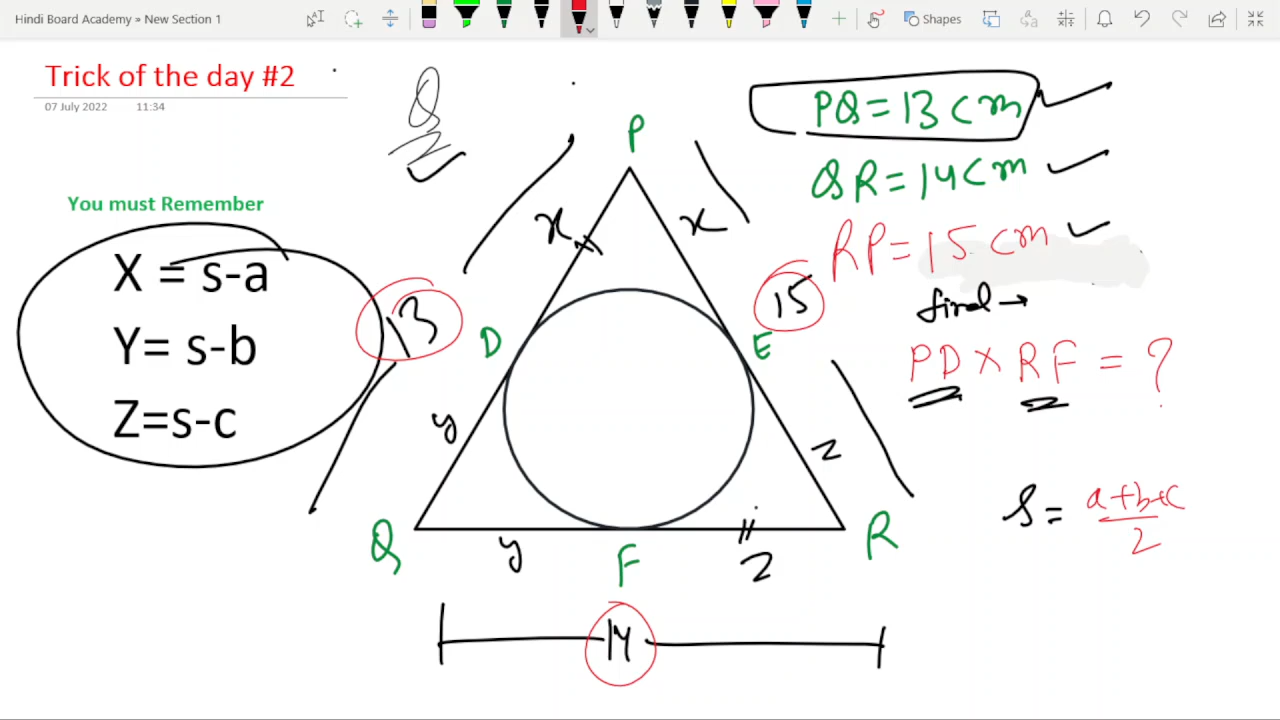 Hindi Board Academy » New Section 1
Shapes
Trick of the day #2
07 July 2022 11:34
Q
PQ = 13 cm
QR = 14 cm
RP = 15 cm
find →
PD × RF = ?
S = a+b+c
2
You must Remember
X = s-a
Y= s-b
Z=s-c
P
x x
13
15
D E
y z
Q F R
y z
14